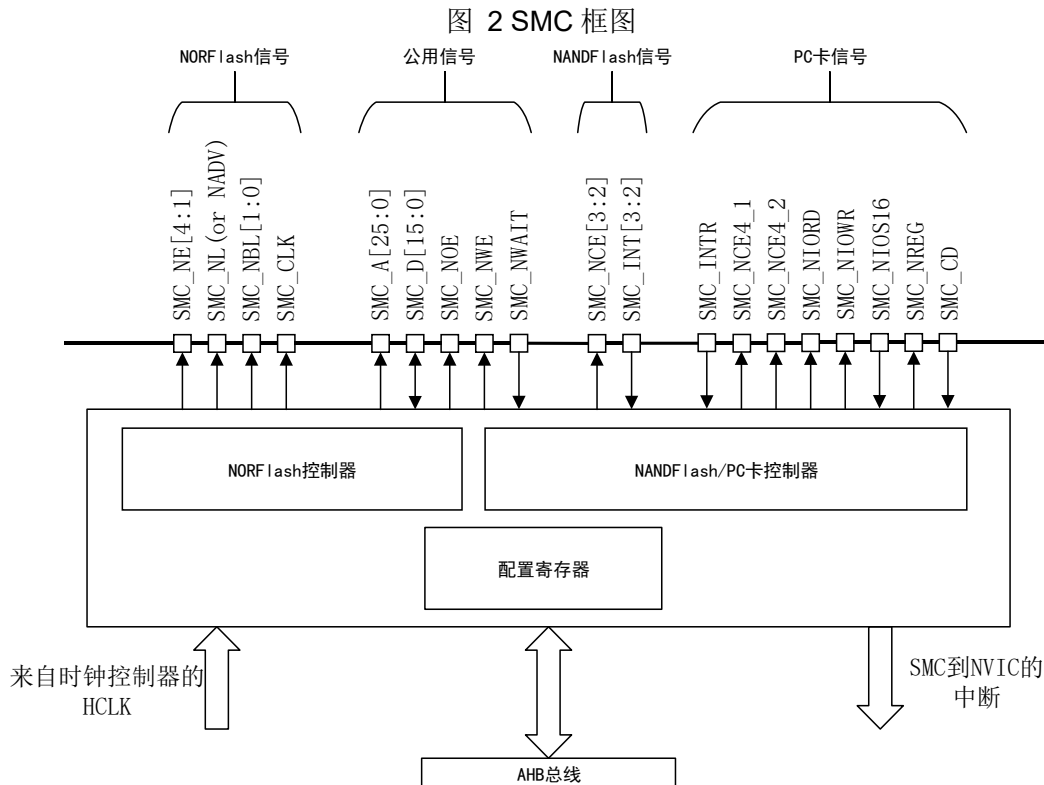 图 2 SMC 框图
NORFlash信号
公用信号
NANDFlash信号
PC卡信号
SMC_NE[4:1]
SMC_NL(or NADV)
SMC_NBL[1:0]
SMC_CLK
SMC_A[25:0]
SMC_D[15:0]
SMC_NOE
SMC_NWE
SMC_NWAIT
SMC_NCE[3:2]
SMC_INT[3:2]
SMC_INTR
SMC_NCE4_1
SMC_NCE4_2
SMC_NIORD
SMC_NIOWR
SMC_NIOS16
SMC_NREG
SMC_CD
NORFlash控制器
NANDFlash/PC卡控制器
配置寄存器
来自时钟控制器的
HCLK
SMC到NVIC的
中断
AHB总线